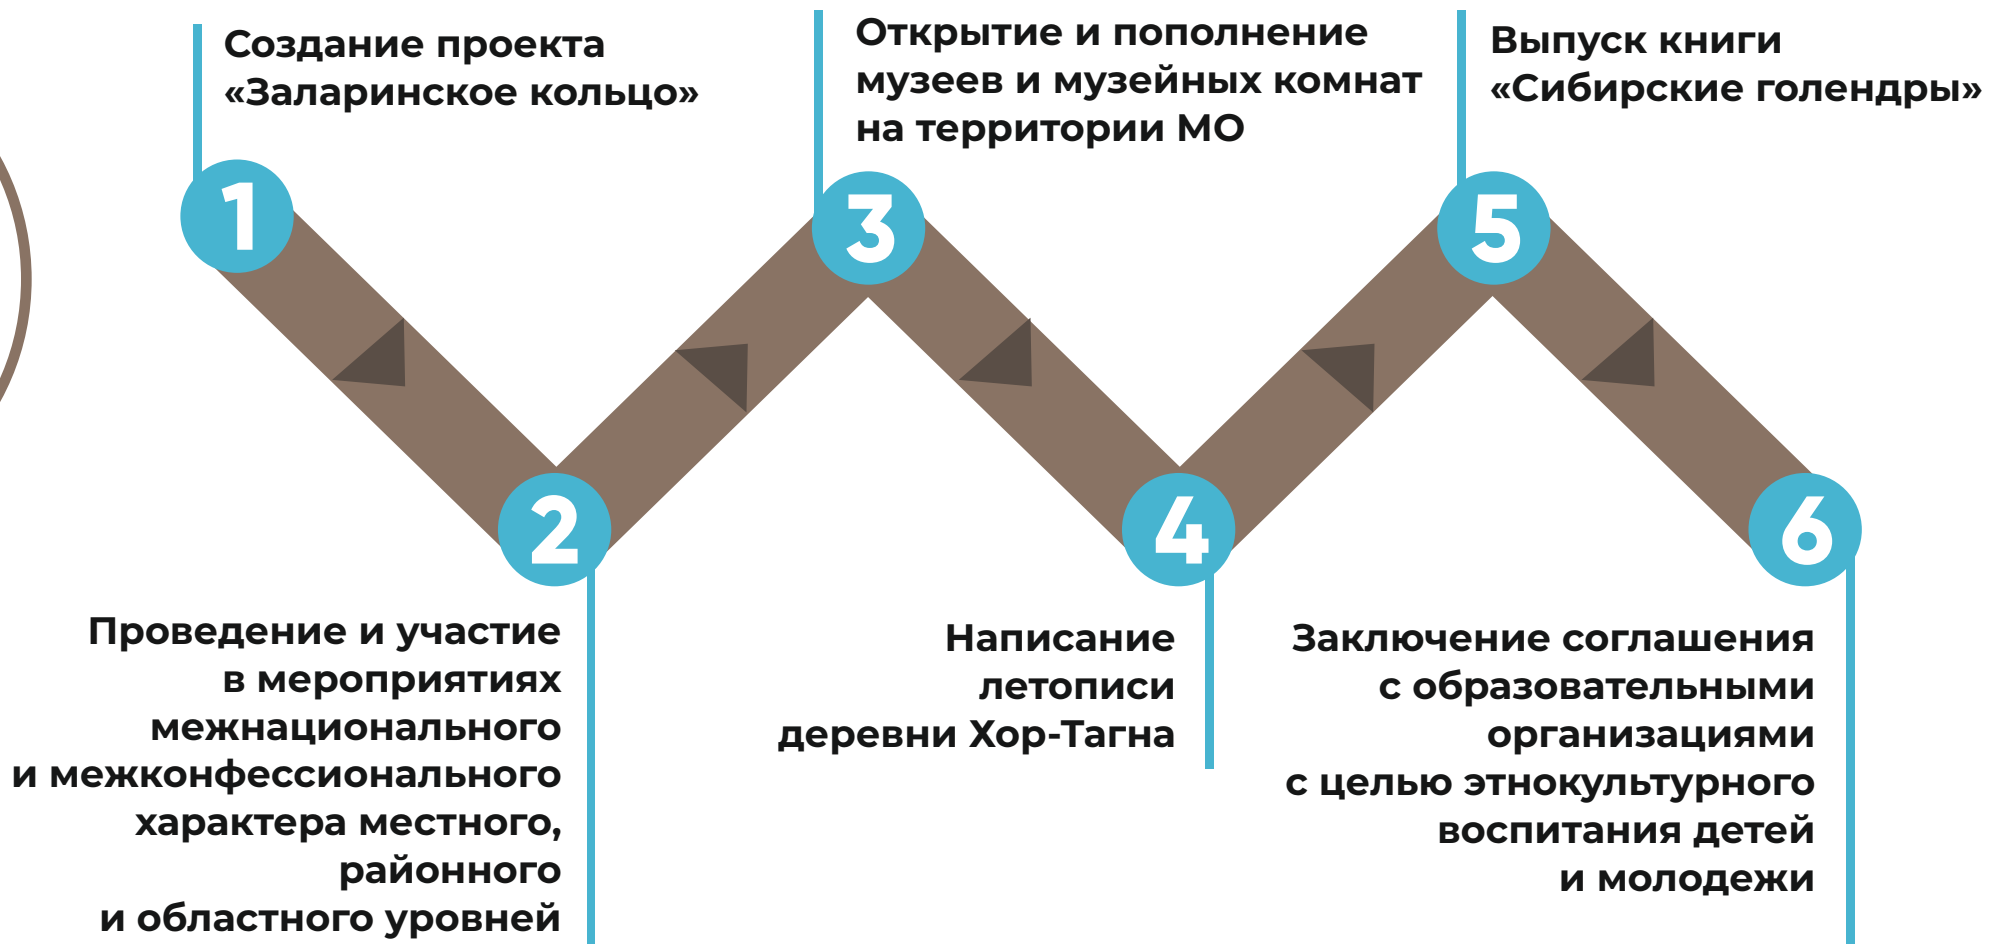 1
Создание проекта
«Заларинское кольцо»
2
Проведение и участие
в мероприятиях
межнационального
и межконфессионального
характера местного,
районного
и областного уровней
3
Открытие и пополнение
музеев и музейных комнат
на территории МО
4
Написание
летописи
деревни Хор-Тагна
5
Выпуск книги
«Сибирские голендры»
6
Заключение соглашения
с образовательными
организациями
с целью этнокультурного
воспитания детей
и молодежи